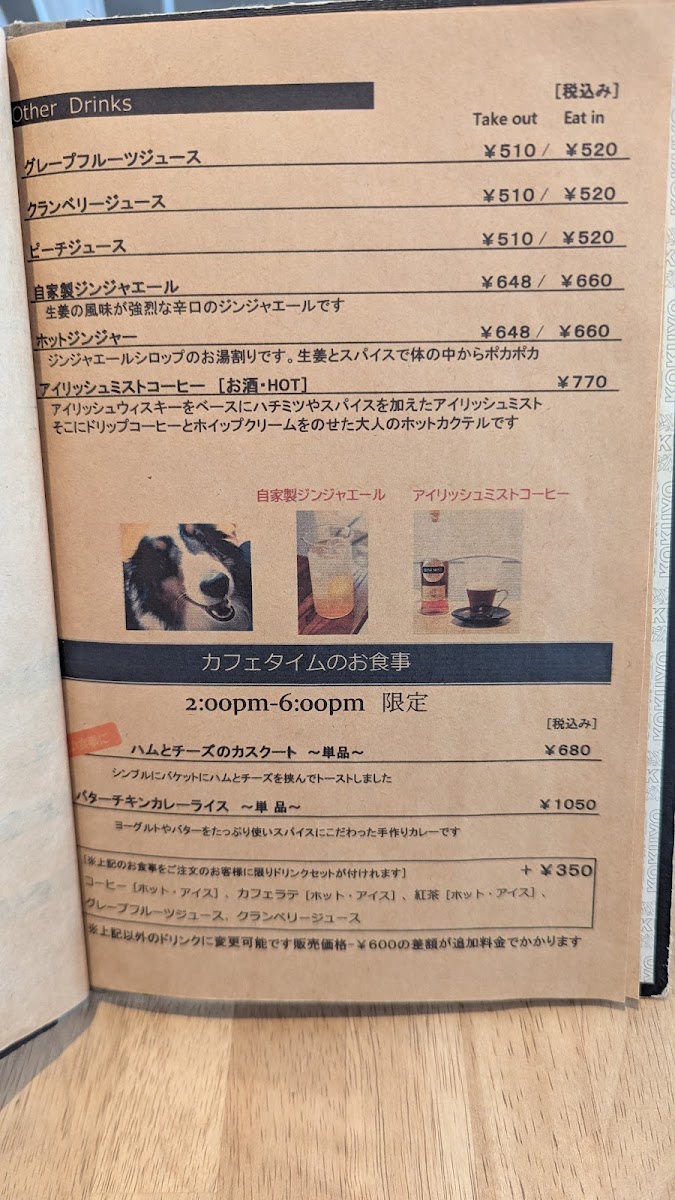 Other Drinks
[税込み]
Take out Eat in
グレープフルーツジュース ¥510 / ¥520
クランベリージュース ¥510 / ¥520
ピーチジュース ¥510 / ¥520
自家製ジンジャエール ¥648 / ¥660
生姜の風味が強烈な辛口のジンジャエールです
ホットジンジャー ¥648 / ¥660
ジンジャエールシロップのお湯割りです。生姜とスパイスで体の中からポカポカ
アイリッシュミストコーヒー [お酒・HOT] ¥770
アイリッシュウィスキーをベースにハチミツやスパイスを加えたアイリッシュミスト
そこにドリップコーヒーとホイップクリームをのせた大人のホットカクテルです
自家製ジンジャエール アイリッシュミストコーヒー
カフェタイムのお食事
2:00pm-6:00pm 限定
[税込み]
ハムとチーズのカスクート ～単品～ ¥680
シンプルにバケットにハムとチーズを挟んでトーストしました
バターチキンカレーライス ～単 品～ ¥1050
ヨーグルトやバターをたっぷり使いスパイスにこだわった手作りカレーです
[※上記のお食事をご注文のお客様に限りドリンクセットが付けれます] + ¥350
コーヒー [ホット・アイス] 、カフェラテ [ホット・アイス] 、紅茶 [ホット・アイス] 、
グレープフルーツジュース、クランベリージュース
※上記以外のドリンクに変更可能です販売価格-¥600の差額が追加料金でかかります
KOKUYO
KOKUYO
KOKUYO
KOKUYO